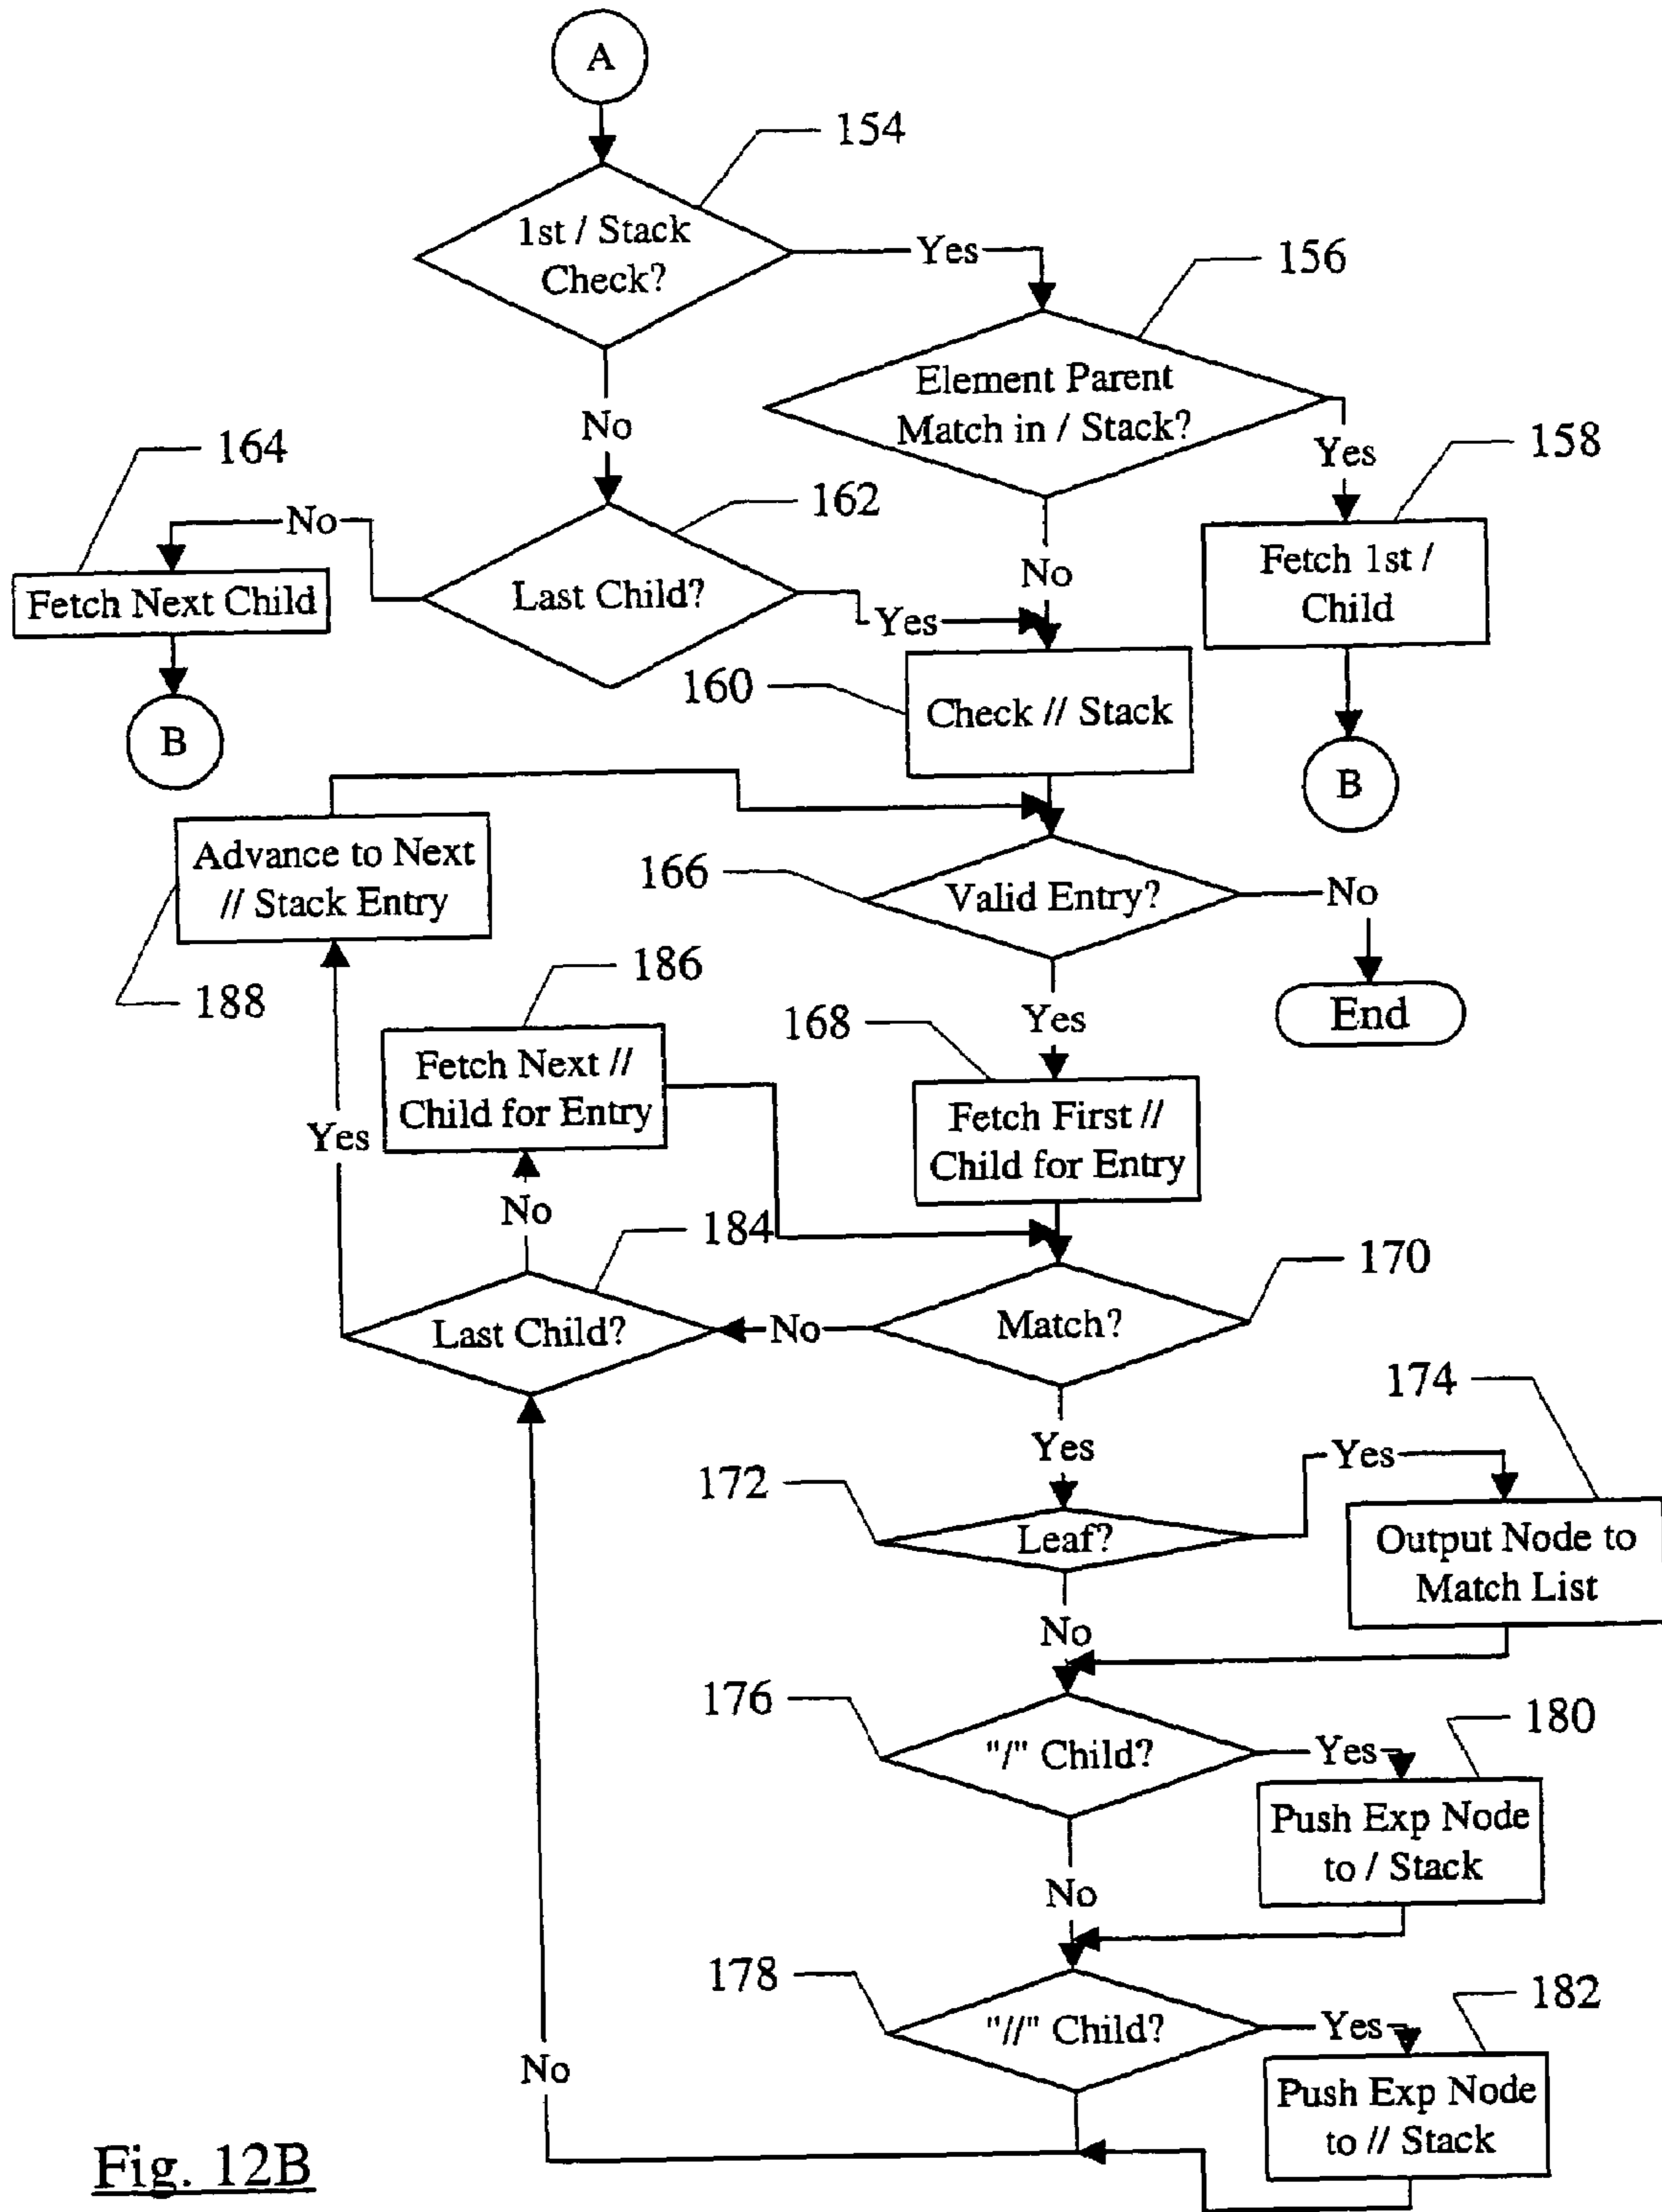 A
154
1st / Stack
Check?
Yes
156
Element Parent
Match in / Stack?
No
Yes
158
164
162
No
No
Fetch 1st /
Child
Fetch Next Child
Last Child?
Yes
160
Check // Stack
B
B
Advance to Next
// Stack Entry
166
Valid Entry?
No
188
186
Yes
End
168
Fetch Next //
Child for Entry
Fetch First //
Child for Entry
Yes
No
184
170
Last Child?
No
Match?
174
Yes
Yes
172
Leaf?
Output Node to
Match List
No
176
180
"/" Child?
Yes
Push Exp Node
to / Stack
No
178
182
"//" Child?
Yes
No
Push Exp Node
to // Stack
Fig. 12B